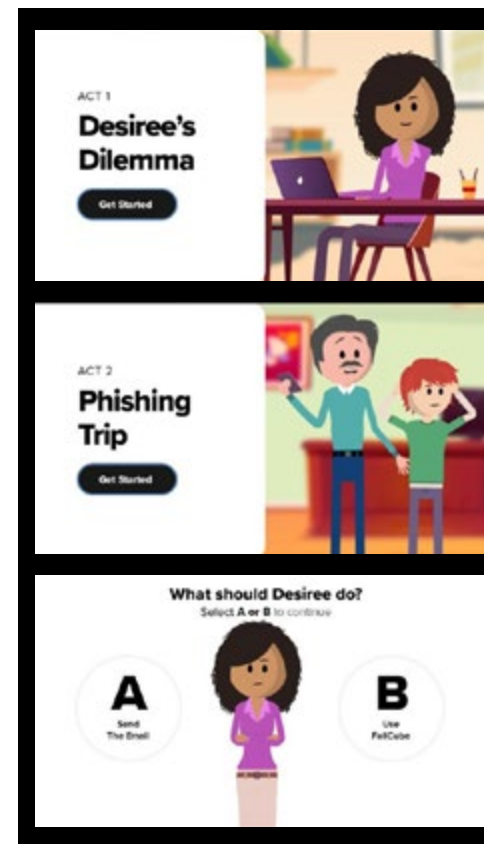 ACT 1
Desiree's
Dilemma
Get Started
ACT 2
Phishing
Trip
Get Started
What should Desiree do?
Select A or B to continue
A
Send
The Email
B
Use
FullCube